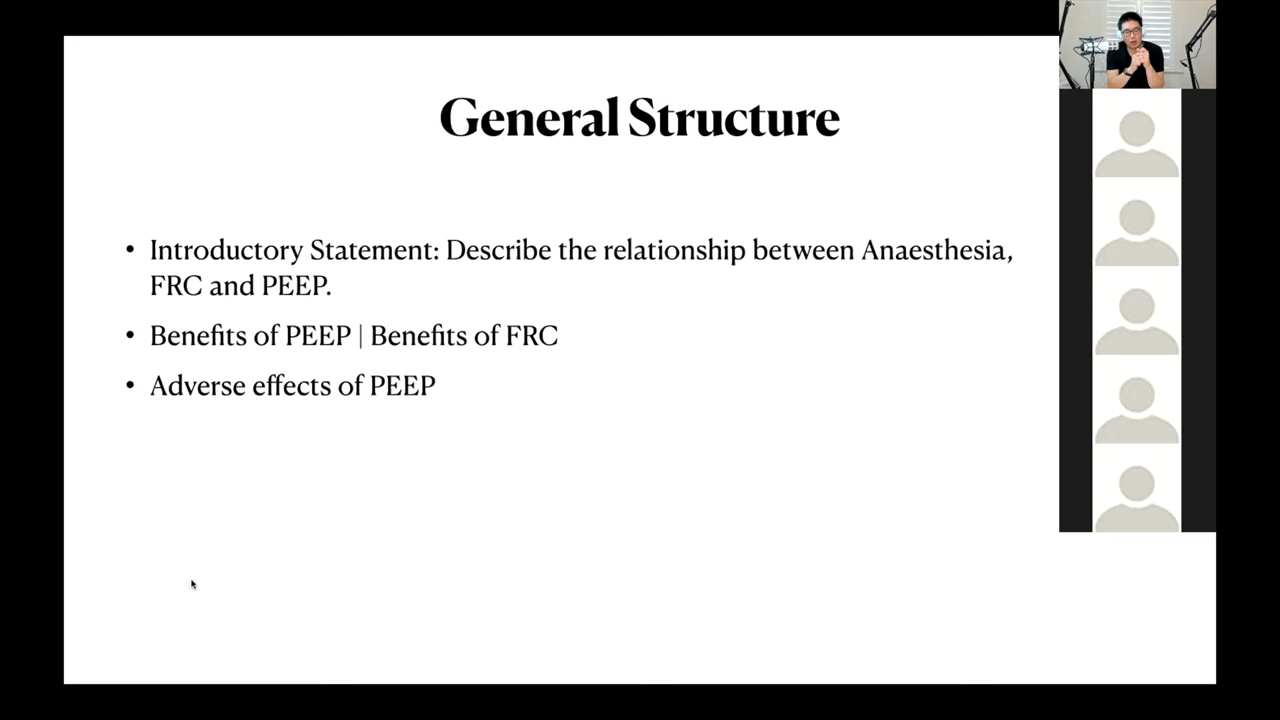 General Structure
• Introductory Statement: Describe the relationship between Anaesthesia,
FRC and PEEP.
• Benefits of PEEP | Benefits of FRC
• Adverse effects of PEEP